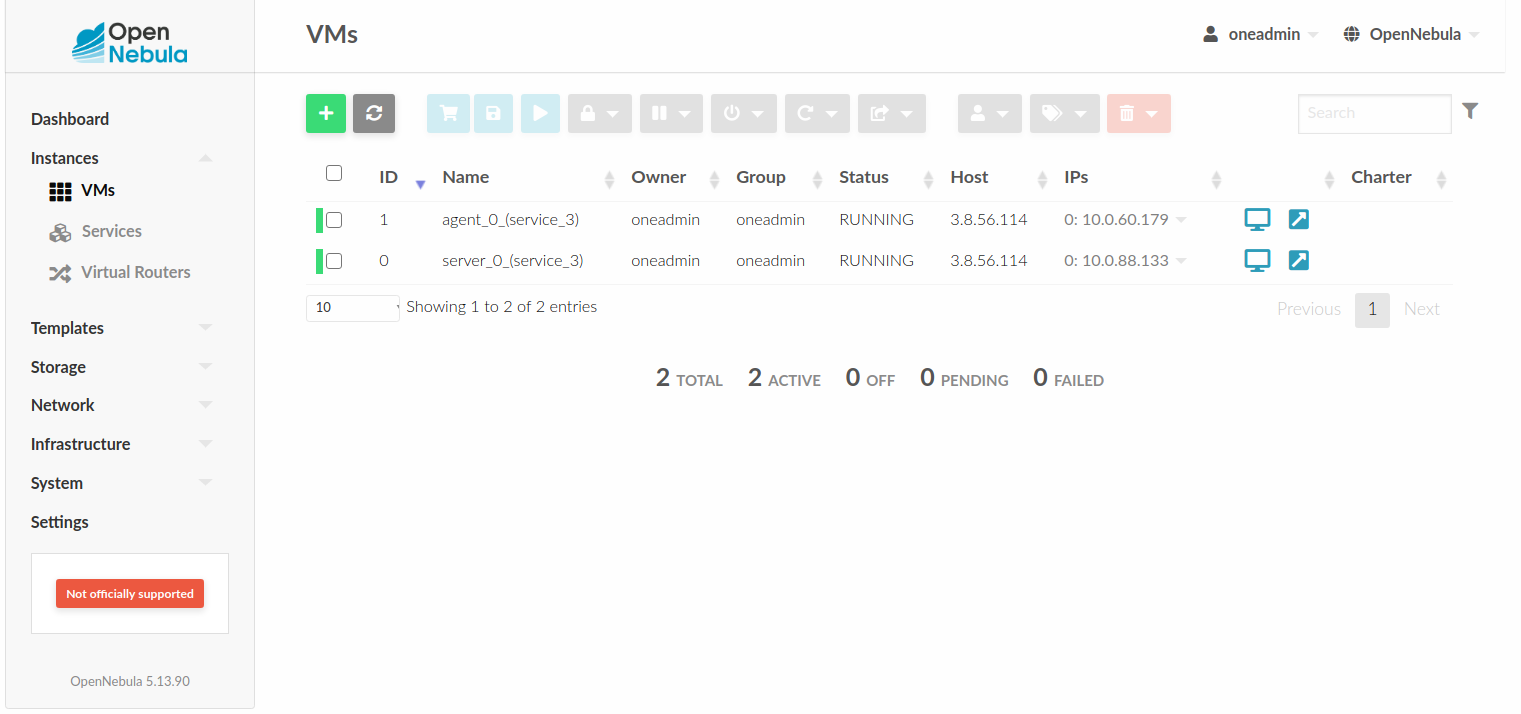 Open
Nebula
VMs
oneadmin
OpenNebula
Dashboard
Instances
VMs
Services
Virtual Routers
Templates
Storage
Network
Infrastructure
System
Settings
Not officially supported
OpenNebula 5.13.90
Search
ID Name Owner Group Status Host IPs Charter
1 agent_0_(service_3) oneadmin oneadmin RUNNING 3.8.56.114 0: 10.0.60.179
0 server_0_(service_3) oneadmin oneadmin RUNNING 3.8.56.114 0: 10.0.88.133
10 Showing 1 to 2 of 2 entries Previous 1 Next
2 TOTAL 2 ACTIVE 0 OFF 0 PENDING 0 FAILED